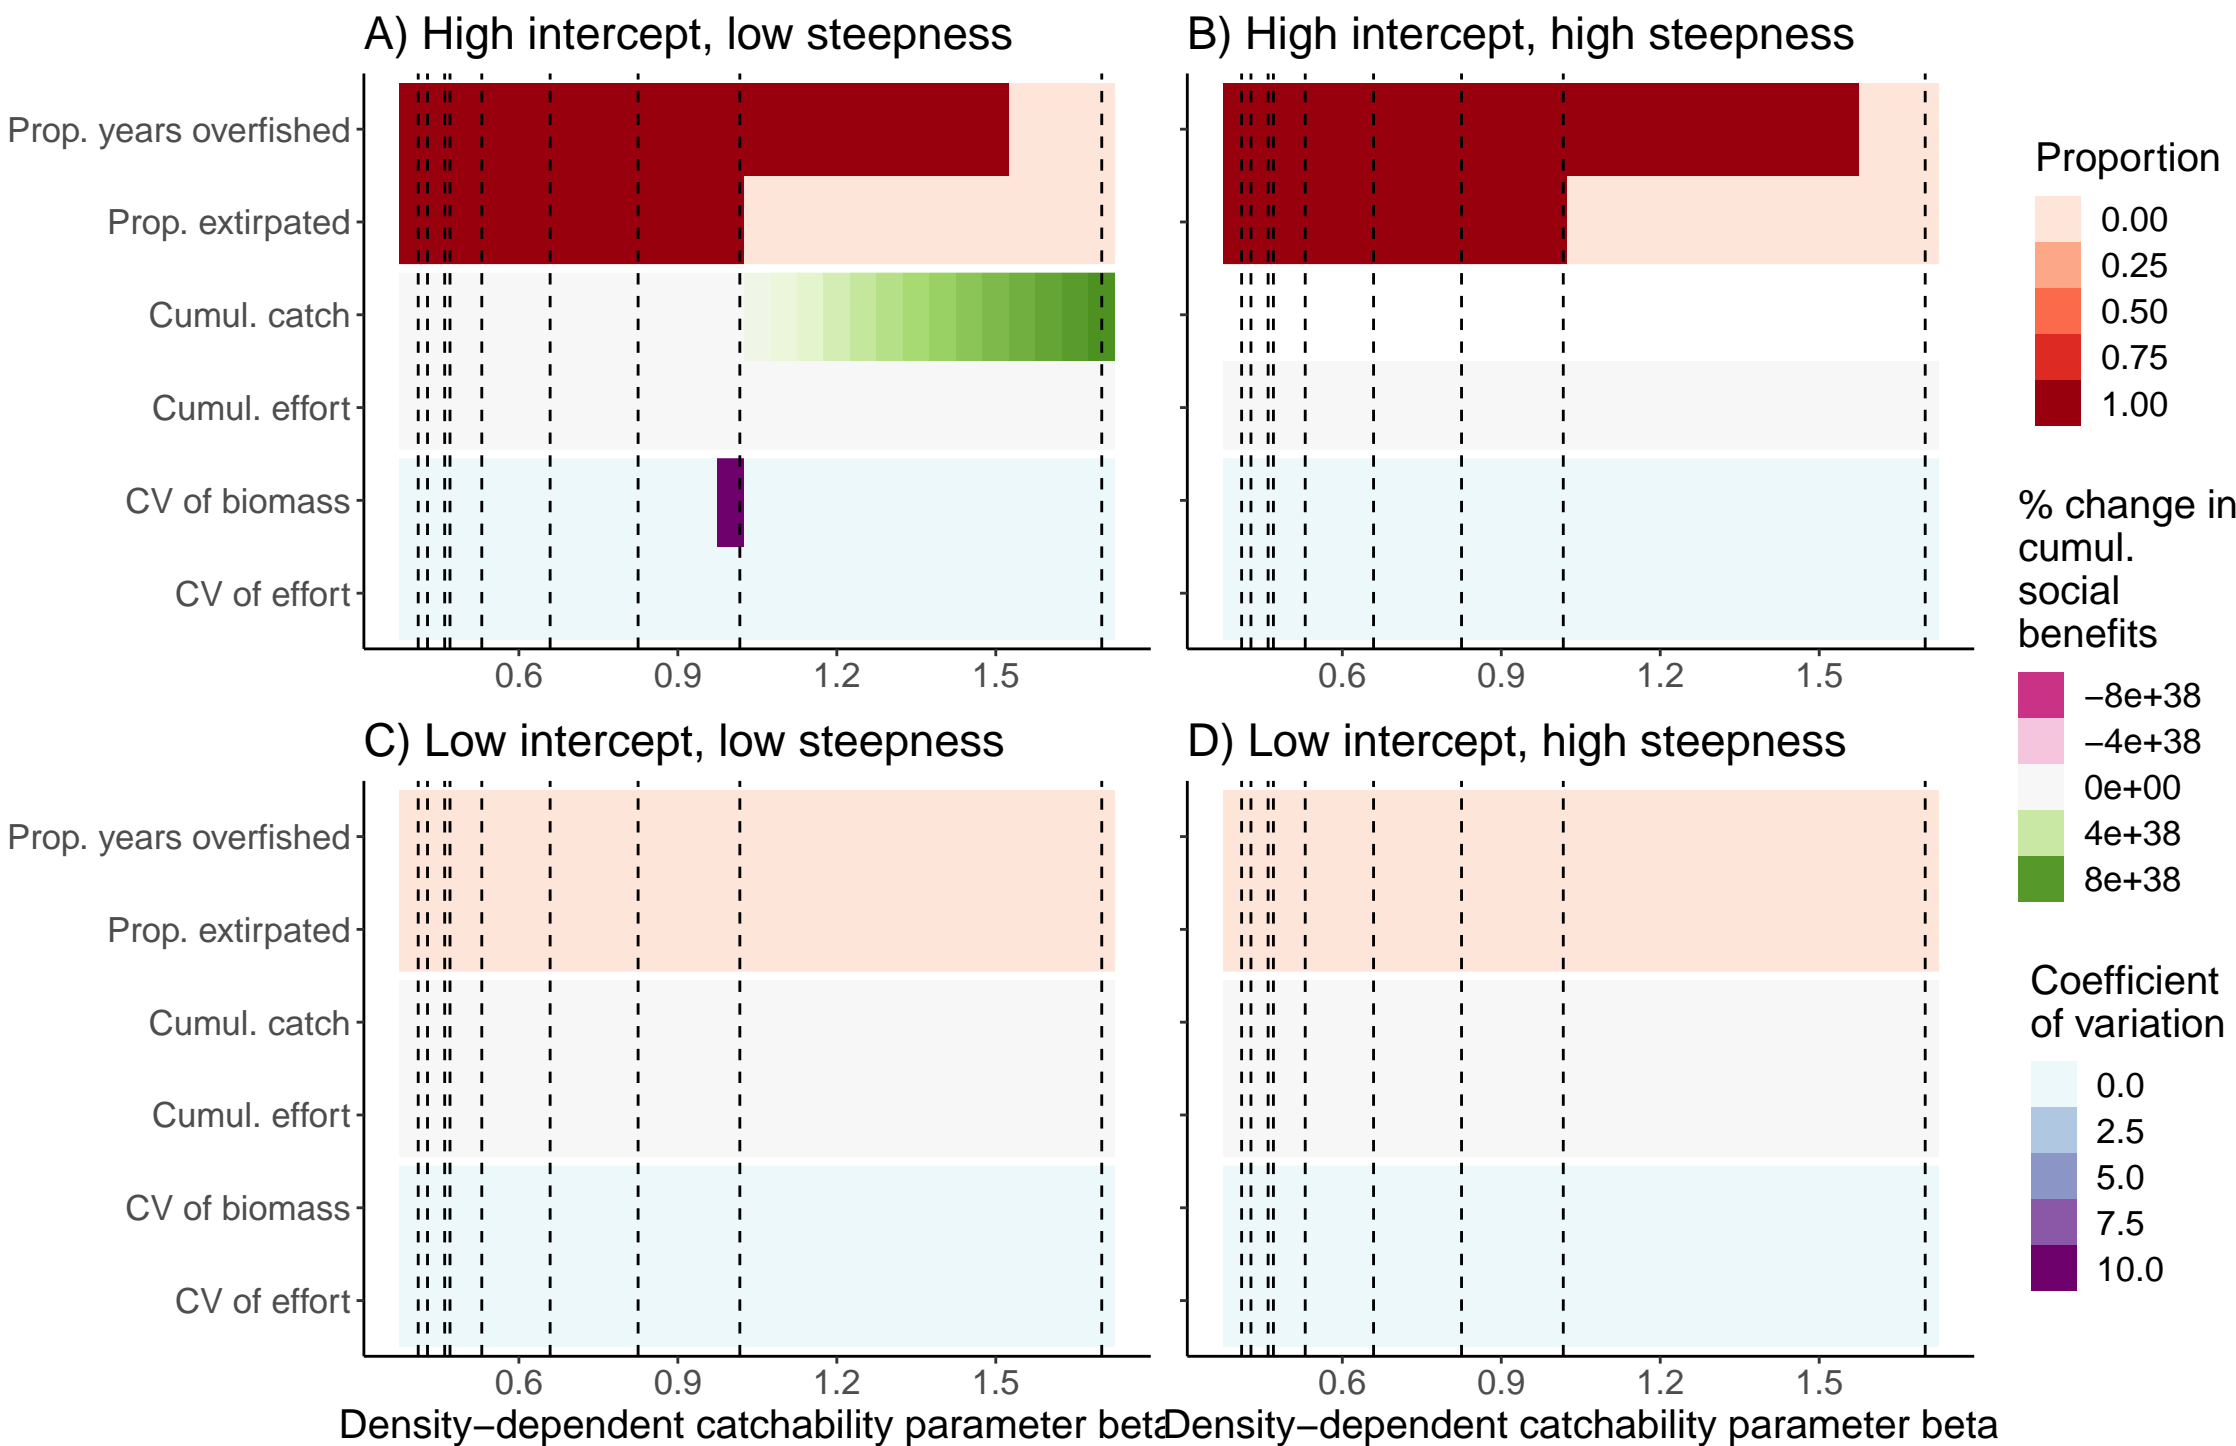 A) High intercept, low steepness
B) High intercept, high steepness
Prop. years overfished
Prop. extirpated
Cumul. catch
Cumul. effort
CV of biomass
CV of effort
0.6 0.9 1.2 1.5
0.6 0.9 1.2 1.5
C) Low intercept, low steepness
D) Low intercept, high steepness
Prop. years overfished
Prop. extirpated
Cumul. catch
Cumul. effort
CV of biomass
CV of effort
0.6 0.9 1.2 1.5
0.6 0.9 1.2 1.5
Density−dependent catchability parameter beta
Density−dependent catchability parameter beta
Proportion
0.00
0.25
0.50
0.75
1.00
% change in
cumul.
social
benefits
−8e+38
−4e+38
0e+00
4e+38
8e+38
Coefficient
of variation
0.0
2.5
5.0
7.5
10.0